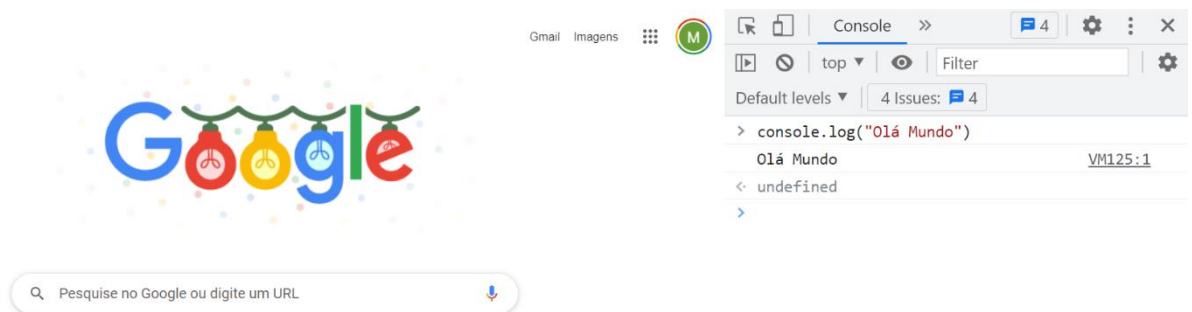 Gmail Imagens M
Google
Pesquise no Google ou digite um URL
Console » 4
top ▼ Filter
Default levels ▼ 4 Issues: 4
> console.log("Olá Mundo")
Olá Mundo VM125:1
undefined
>